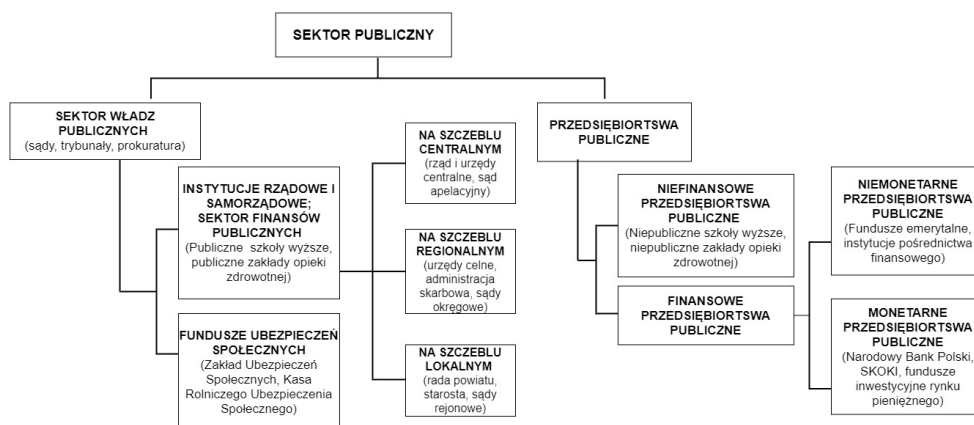 SEKTOR PUBLICZNY
SEKTOR WŁADZ
PUBLICZNYCH
(sądy, trybunały, prokuratura)
PRZEDSIĘBIORTSWA
PUBLICZNE
INSTYTUCJE RZĄDOWE I
SAMORZĄDOWE;
SEKTOR FINANSÓW
PUBLICZNYCH
(Publiczne szkoły wyższe,
publiczne zakłady opieki
zdrowotnej)
FUNDUSZE UBEZPIECZEŃ
SPOŁECZNYCH
(Zakład Ubezpieczeń
Społecznych, Kasa
Rolniczego Ubezpieczenia
Społecznego)
NA SZCZEBLU
CENTRALNYM
(rząd i urzędy
centralne, sąd
apelacyjny)
NA SZCZEBLU
REGIONALNYM
(urzędy celne,
administracja
skarbowa, sądy
okręgowe)
NA SZCZEBLU
LOKALNYM
(rada powiatu,
starosta, sądy
rejonowe)
NIEFINANSOWE
PRZEDSIĘBIORTSWA
PUBLICZNE
(Niepubliczne szkoły wyższe,
niepubliczne zakłady opieki
zdrowotnej)
FINANSOWE
PRZEDSIĘBIORTSWA
PUBLICZNE
NIEMONETARNE
PRZEDSIĘBIORTSWA
PUBLICZNE
(Fundusze emerytalne,
instytucje pośrednictwa
finansowego)
MONETARNE
PRZEDSIĘBIORTSWA
PUBLICZNE
(Narodowy Bank Polski,
SKOKI, fundusze
inwestycyjne rynku
pieniężnego)